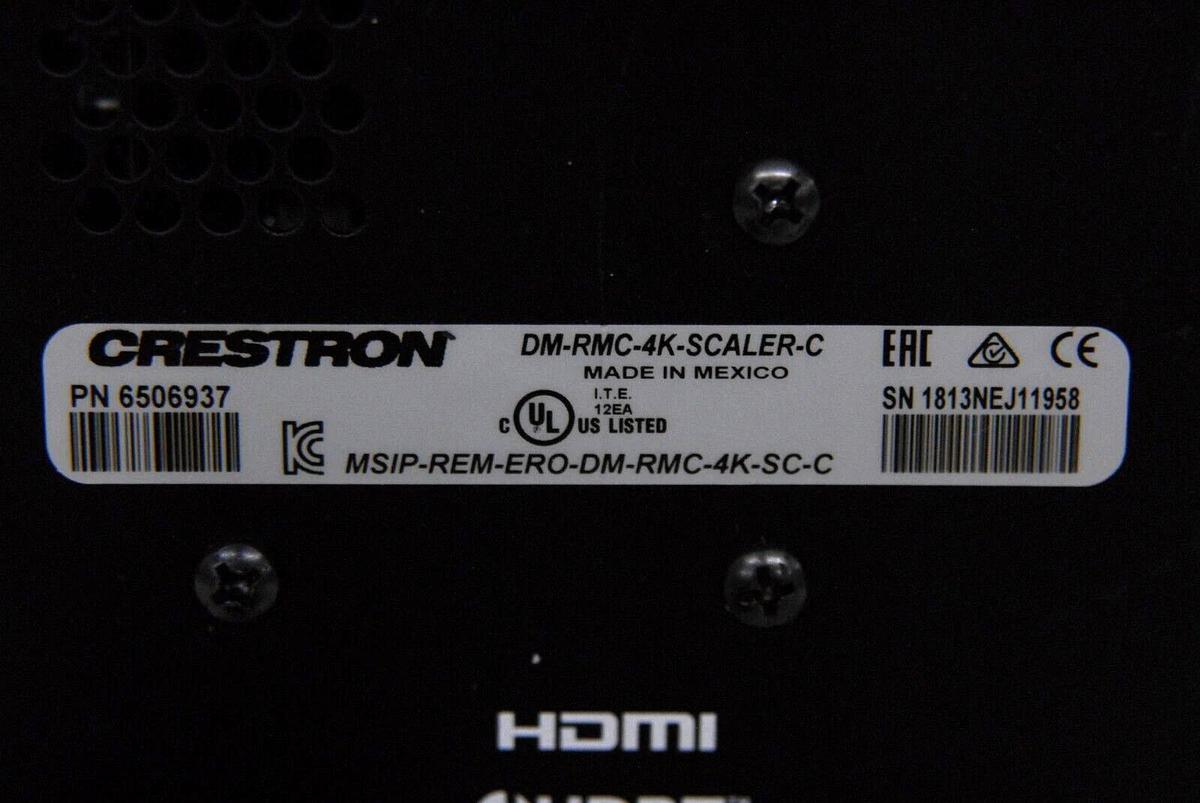 CRESTRON
DM-RMC-4K-SCALER-C
EAC
CE
MADE IN MEXICO
PN 6506937
I.T.E.
12EA
SN 1813NEJ11958
C UL US LISTED
MSIP-REM-ERO-DM-RMC-4K-SC-C
HDMI